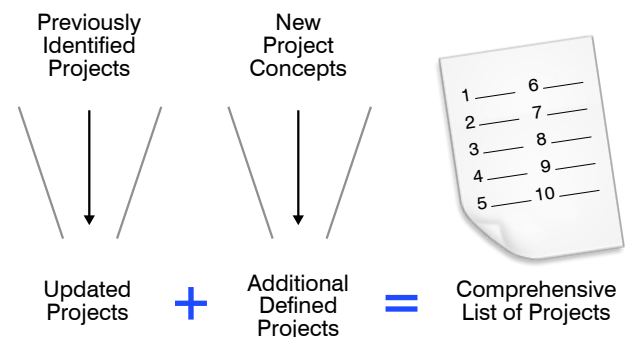 Previously
Identified
Projects
New
Project
Concepts
1 6
2 7
3 8
4 9
5 10
Updated
Projects
+
Additional
Defined
Projects
=
Comprehensive
List of Projects